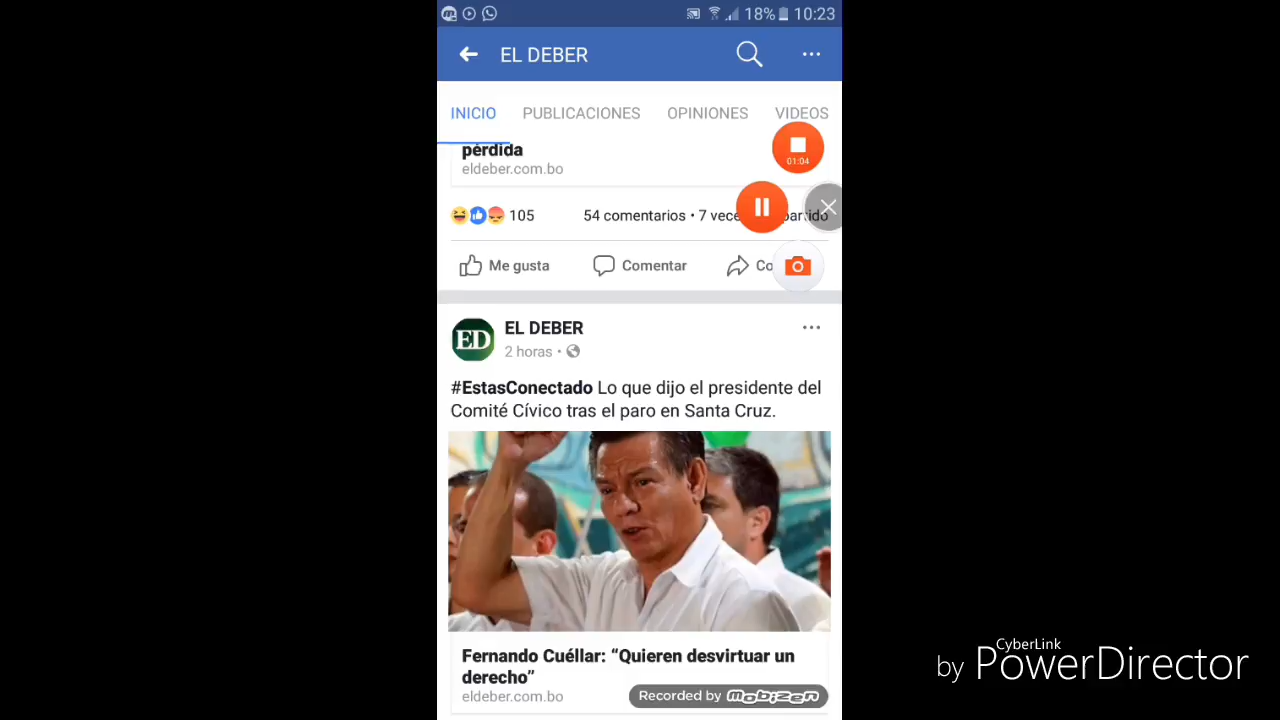 18% 10:23
EL DEBER
INICIO PUBLICACIONES OPINIONES VIDEOS
01:04
pérdida
eldeber.com.bo
105 54 comentarios • 7 vece partido
Me gusta Comentar Co
ED
EL DEBER
2 horas •
#EstasConectado Lo que dijo el presidente del
Comité Cívico tras el paro en Santa Cruz.
Fernando Cuéllar: “Quieren desvirtuar un
derecho”
eldeber.com.bo
Recorded by mobizen
CyberLink
by PowerDirector